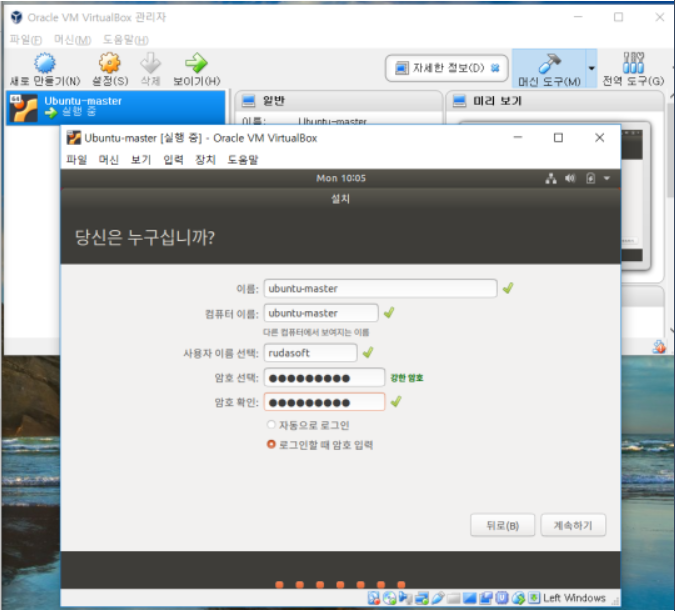 Oracle VM VirtualBox 관리자
파일(F) 머신(M) 도움말(H)
새로 만들기(N) 설정(S) 삭제 보이기(H)
자세한 정보(D) 머신 도구(M) 전역 도구(G)
Ubuntu-master
실행 중
일반
이름: Ubuntu-master
미리 보기
Ubuntu-master [실행 중] - Oracle VM VirtualBox
파일 머신 보기 입력 장치 도움말
Mon 10:05
설치
당신은 누구십니까?
이름: ubuntu-master
컴퓨터 이름: ubuntu-master
다른 컴퓨터에서 보여지는 이름
사용자 이름 선택: rudasoft
암호 선택: ●●●●●●●●● 강한 암호
암호 확인: ●●●●●●●●●
자동으로 로그인
로그인할 때 암호 입력
뒤로(B) 계속하기
Left Windows